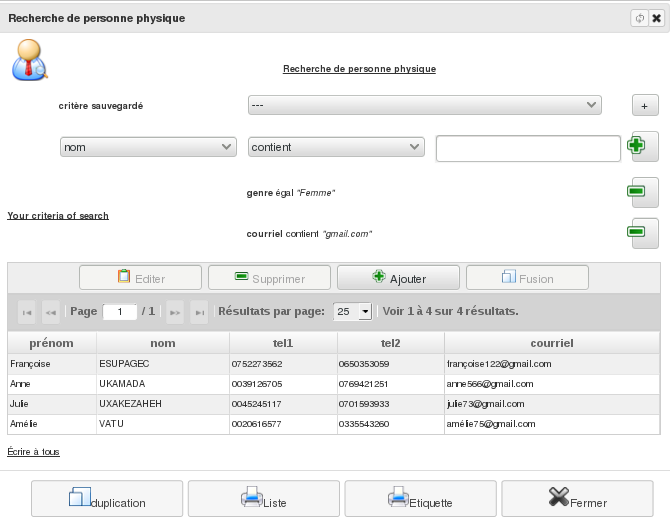 Recherche de personne physique
Recherche de personne physique
critère sauvegardé --- +
nom contient
genre égal "Femme"
Your criteria of search
courriel contient "gmail.com"
Editer Supprimer Ajouter Fusion
Page 1 / 1 Résultats par page: 25 Voir 1 à 4 sur 4 résultats.
prénom nom tel1 tel2 courriel
Françoise ESUPAGEC 0752273562 0650353059 françoise122@gmail.com
Anne UKAMADA 0039126705 0769421251 anne566@gmail.com
Julie UXAKEZAHEH 0045245117 0701593933 julie73@gmail.com
Amélie VATU 0020616577 0335543260 amélie75@gmail.com
Écrire à tous
duplication Liste Etiquette Fermer